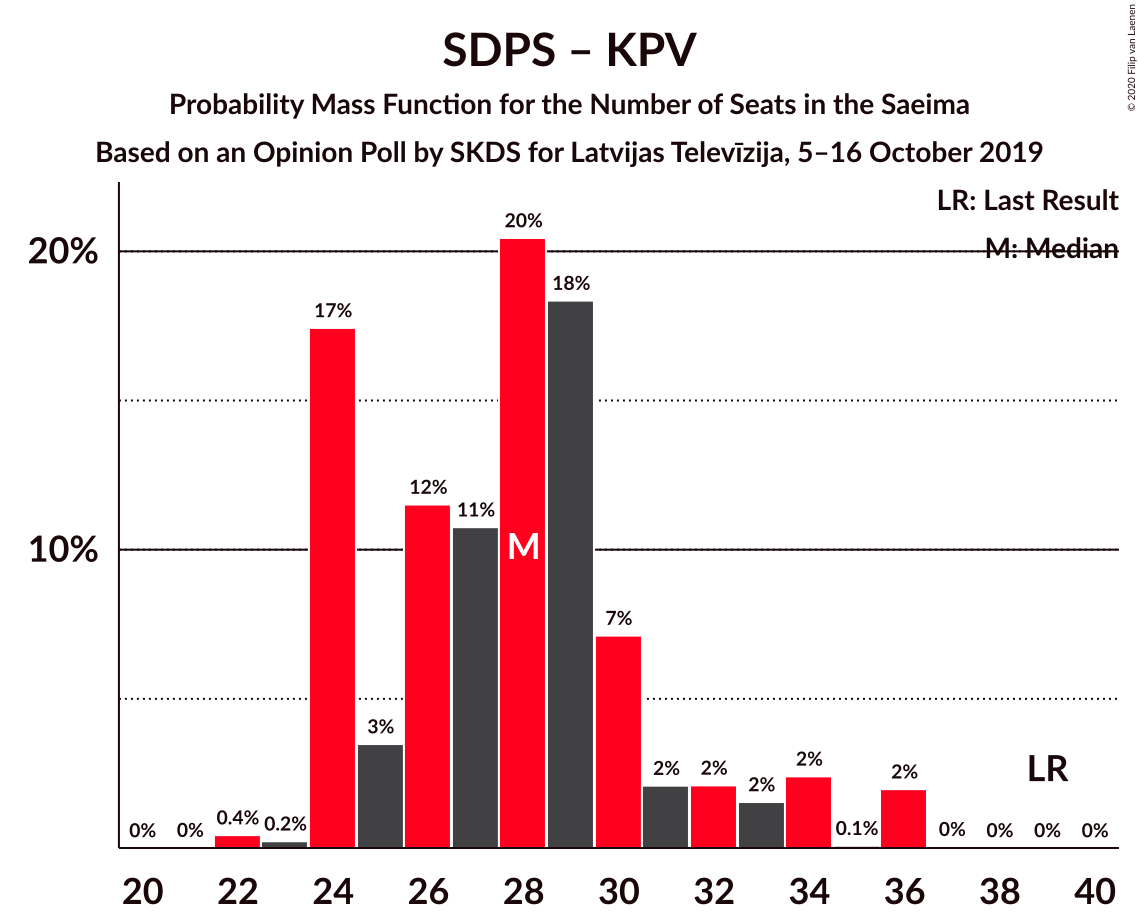 SDPS – KPV
Probability Mass Function for the Number of Seats in the Saeima
Based on an Opinion Poll by SKDS for Latvijas Televīzija, 5–16 October 2019
© 2020 Filip van Laenen
LR: Last Result
M: Median
20%
10%
0%
0%
0.4%
0.2%
17%
3%
12%
11%
20%
18%
7%
2%
2%
2%
2%
0.1%
2%
0%
0%
0%
0%
M
LR
20 22 24 26 28 30 32 34 36 38 40